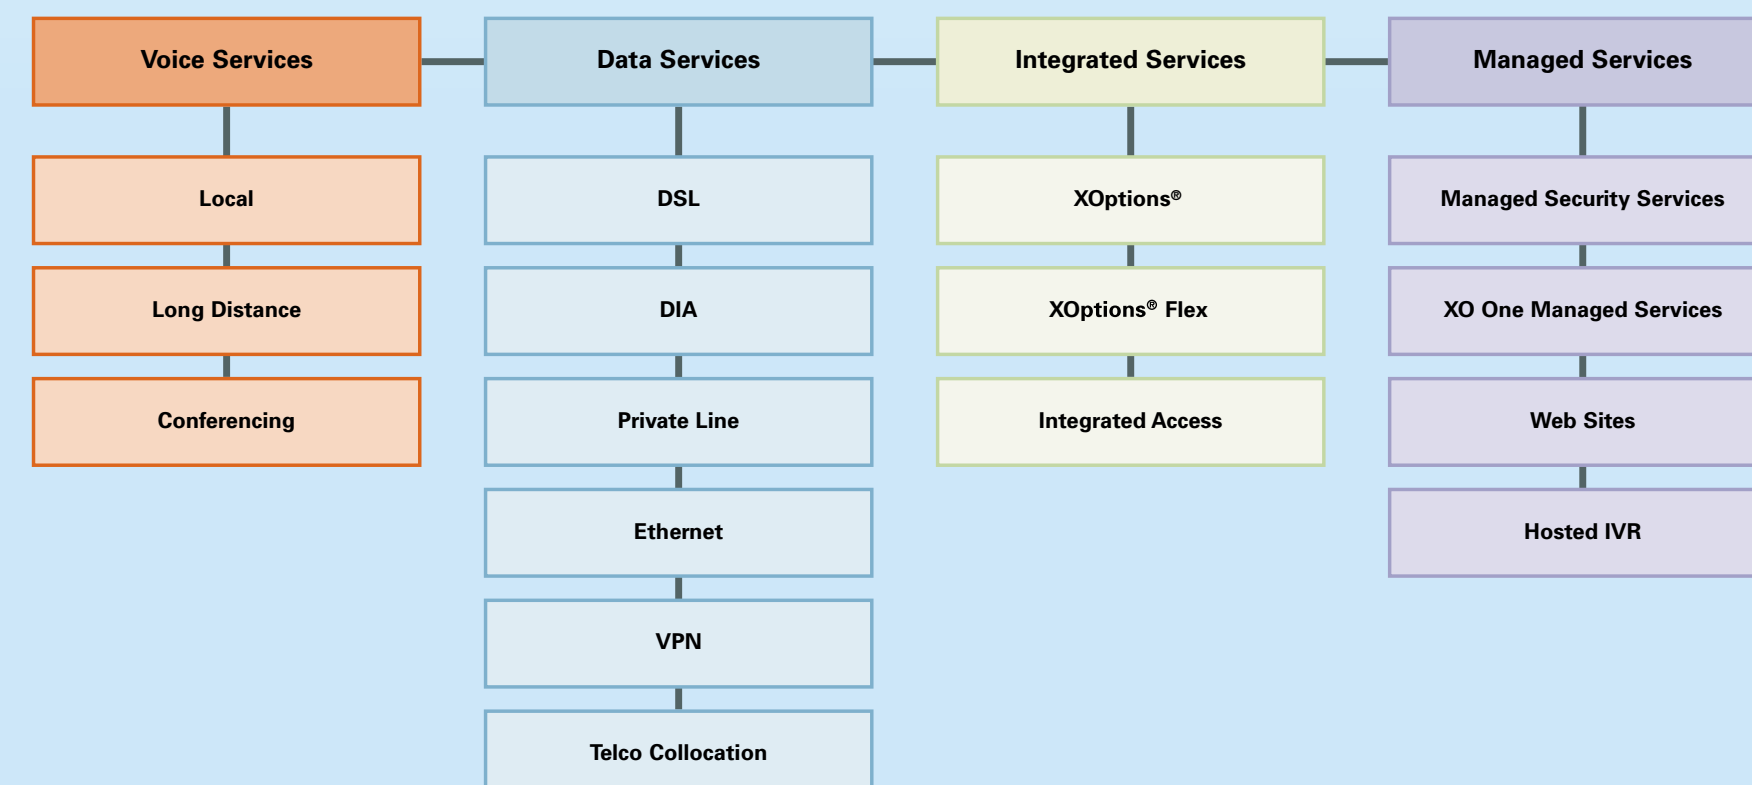 Voice Services
Data Services
Integrated Services
Managed Services
Local
DSL
XOptions®
Managed Security Services
Long Distance
DIA
XOptions® Flex
XO One Managed Services
Conferencing
Private Line
Integrated Access
Web Sites
Ethernet
Hosted IVR
VPN
Telco Collocation